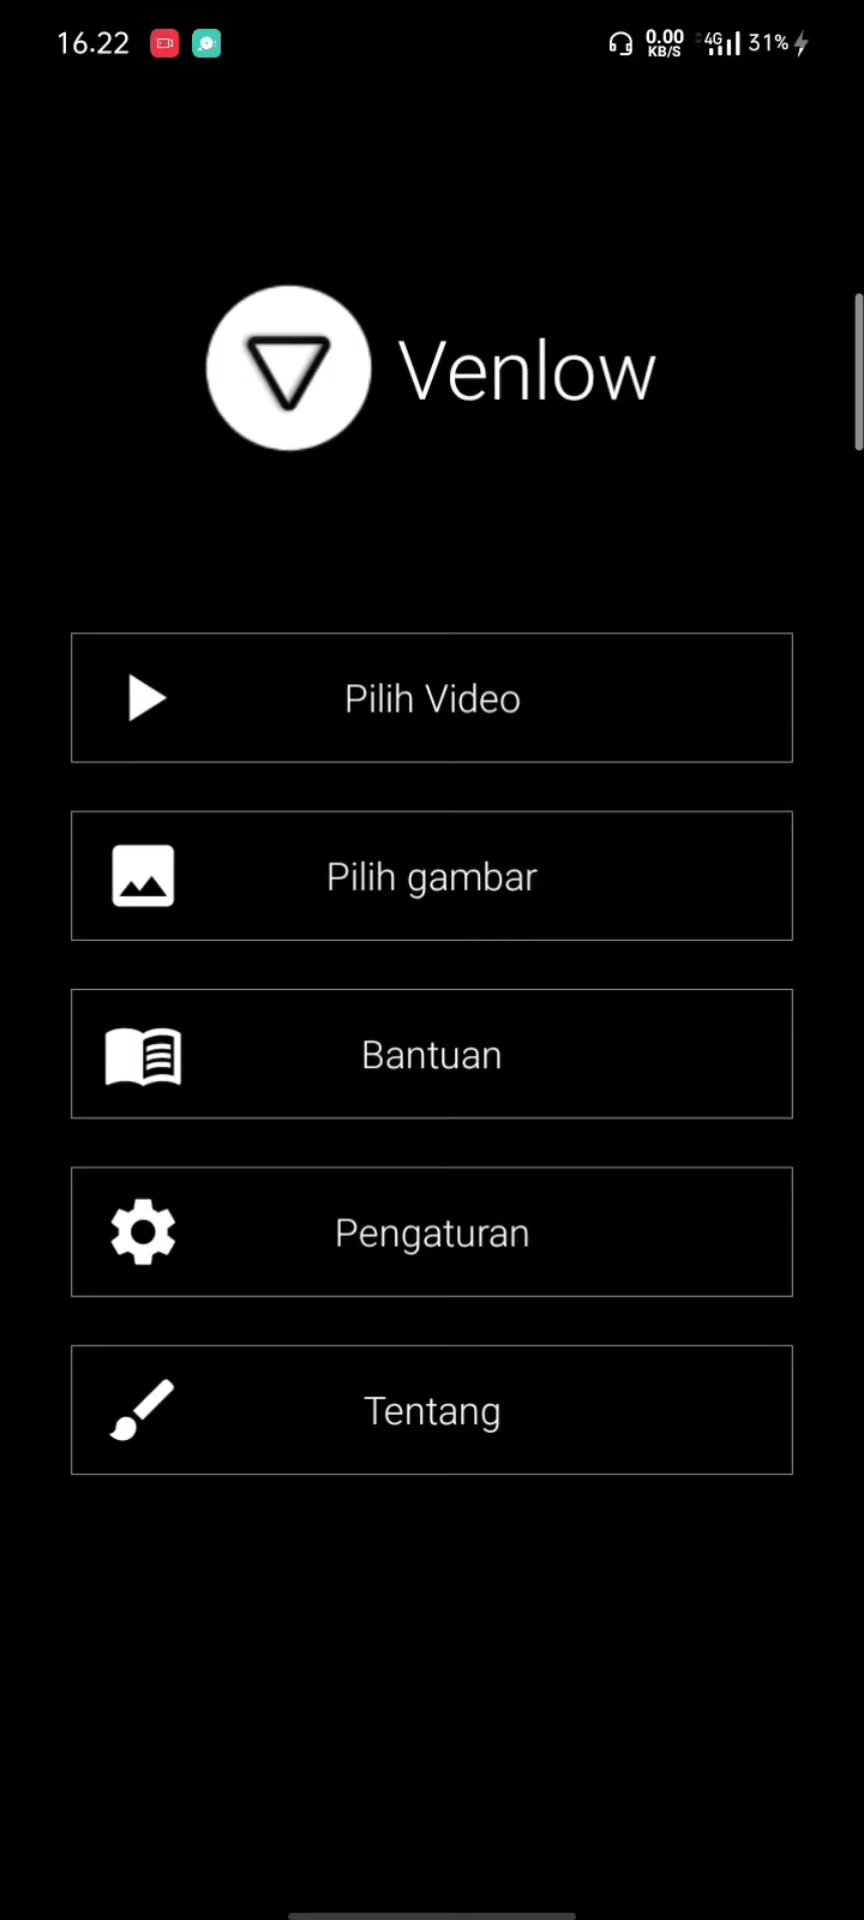 16.22 0.00 KB/S 4G 31%
Venlow
Pilih Video
Pilih gambar
Bantuan
Pengaturan
Tentang